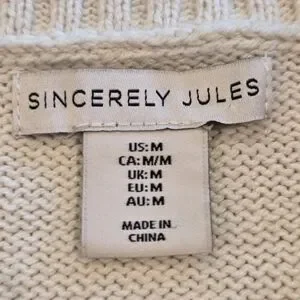 SINCERELY JULES
US: M
CA: M/M
UK: M
EU: M
AU: M
MADE IN
CHINA